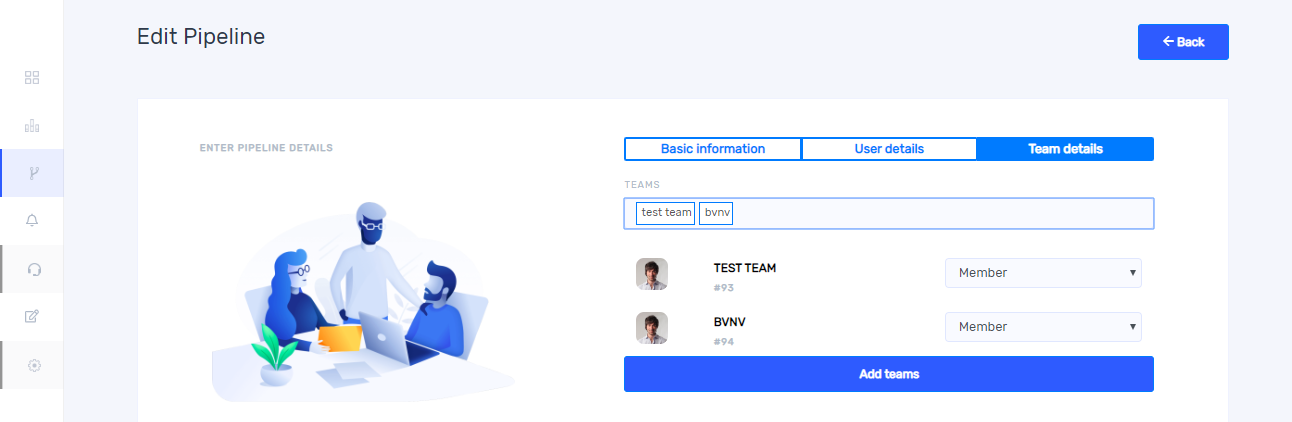 Edit Pipeline
← Back
ENTER PIPELINE DETAILS
Basic information
User details
Team details
TEAMS
test team
bvnv
TEST TEAM
#93
Member
BVNV
#94
Member
Add teams